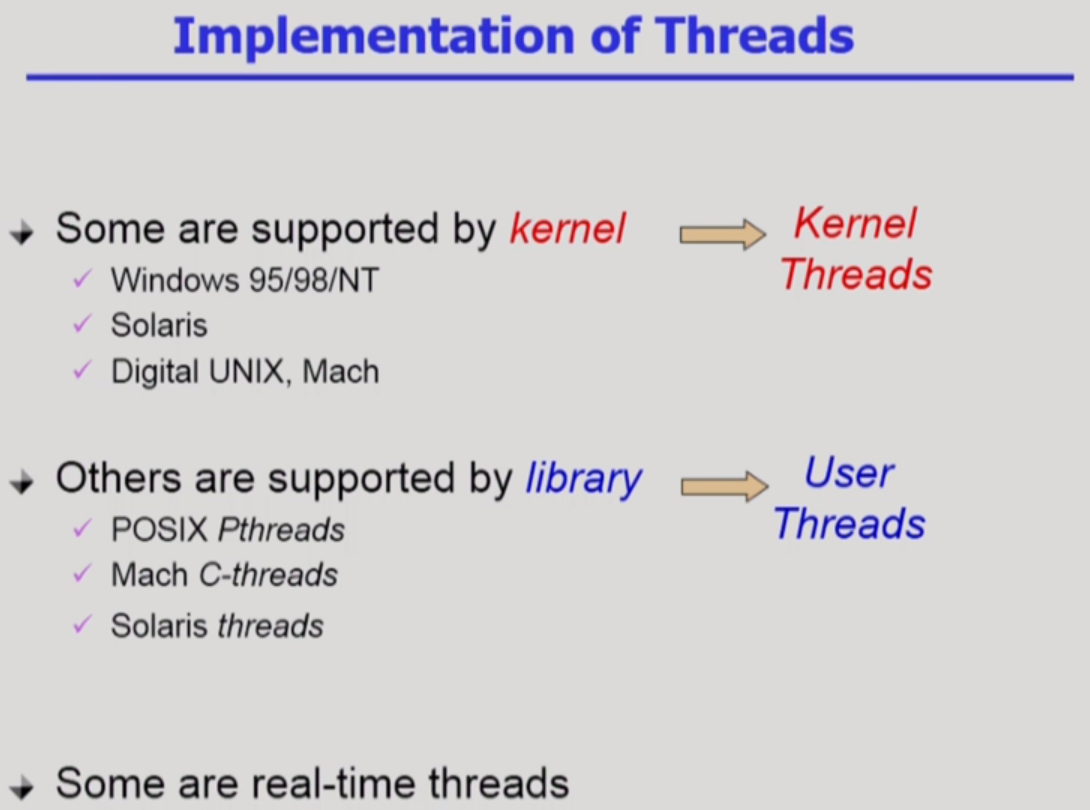 Implementation of Threads
Some are supported by kernel
Kernel
Threads
Windows 95/98/NT
Solaris
Digital UNIX, Mach
Others are supported by library
User
Threads
POSIX Pthreads
Mach C-threads
Solaris threads
Some are real-time threads